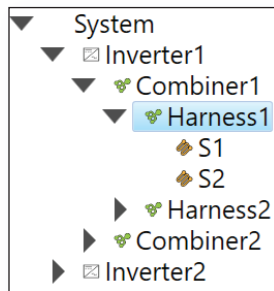 System
Inverter1
Combiner1
Harness1
S1
S2
Harness2
Combiner2
Inverter2